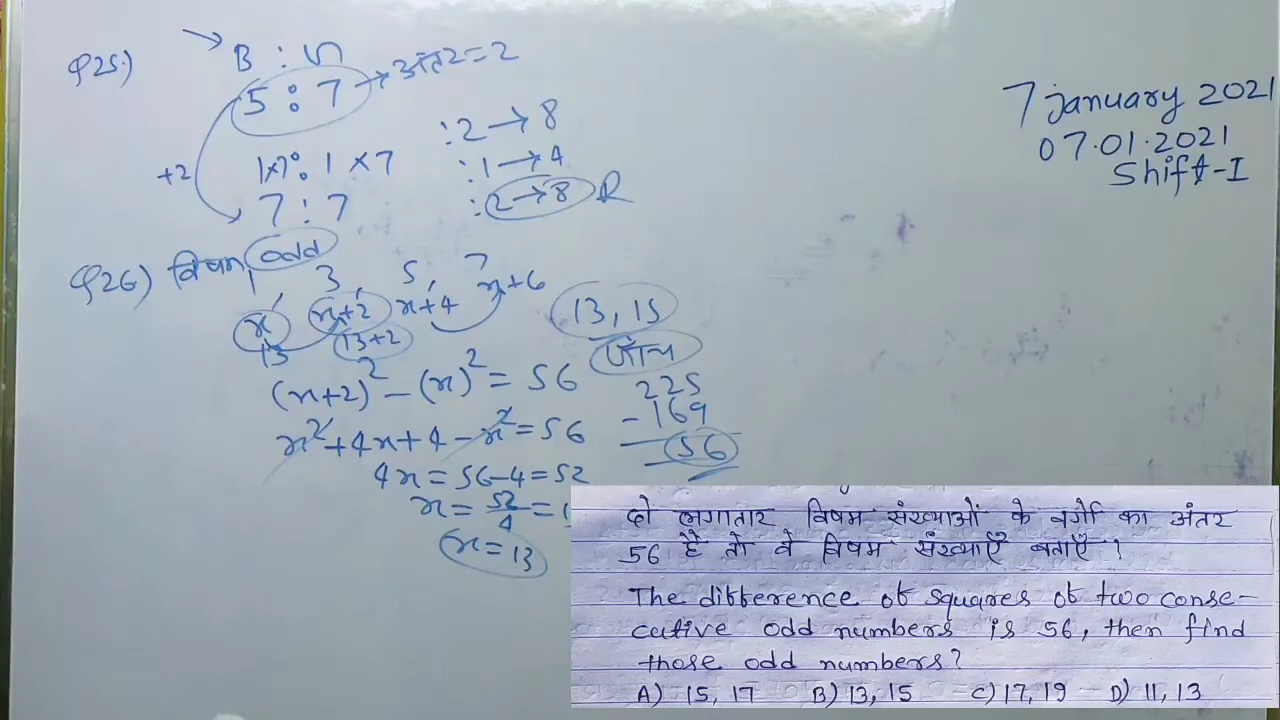 Q25)
B : S
5 : 7 → अंतर = 2
1×7 : 1×7
+2
7 : 7
: 2 → 8
: 1 → 4
: 2 → 8 R
7 January 2021
07.01.2021
Shift-I
Q26) विषम odd
1, 3, 5, 7
x, x+2, x+4, x+6
13 13+2
(x+2)² - (x)² = 56
x² + 4x + 4 - x² = 56
4x = 56 - 4 = 52
x = 52/4 = 1
x = 13
13, 15
जाँच
225
- 169
56
दो लगातार विषम संख्याओं के वर्गों का अंतर
56 है तो वे विषम संख्याएँ बताएँ ?
The difference of squares of two conse-
cutive odd numbers is 56, then find
those odd numbers?
A) 15, 17 B) 13, 15 C) 17, 19 D) 11, 13